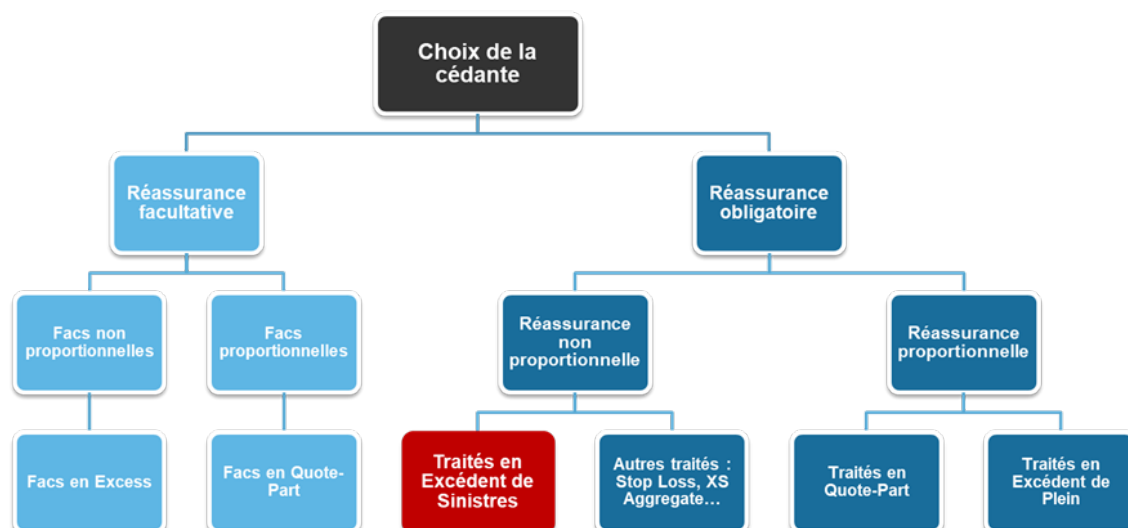 Choix de la
cédante
Réassurance
facultative
Réassurance
obligatoire
Facs non
proportionnelles
Facs
proportionnelles
Réassurance
non
proportionnelle
Réassurance
proportionnelle
Facs en Excess
Facs en Quote-
Part
Traités en
Excédent de
Sinistres
Autres traités :
Stop Loss, XS
Aggregate...
Traités en
Quote-Part
Traités en
Excédent de
Plein